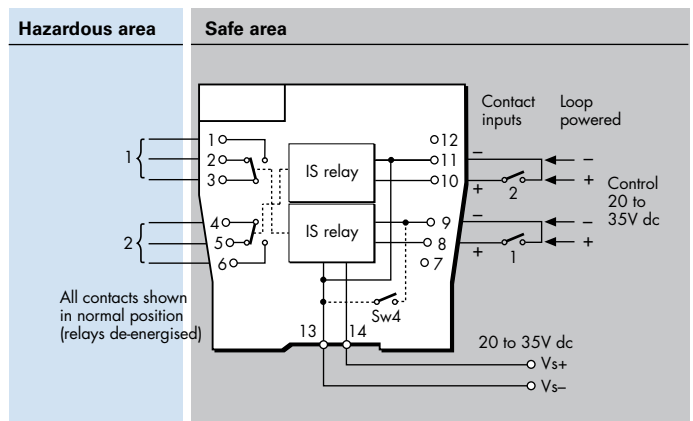 Hazardous area
Safe area
Contact inputs
Loop powered
1
2
3
1
IS relay
12
11
10
–
+
2
–
+
Control
20 to
35V dc
4
5
6
2
IS relay
9
8
7
–
+
1
–
+
All contacts shown
in normal position
(relays de-energised)
Sw4
13
14
20 to 35V dc
Vs+
Vs–